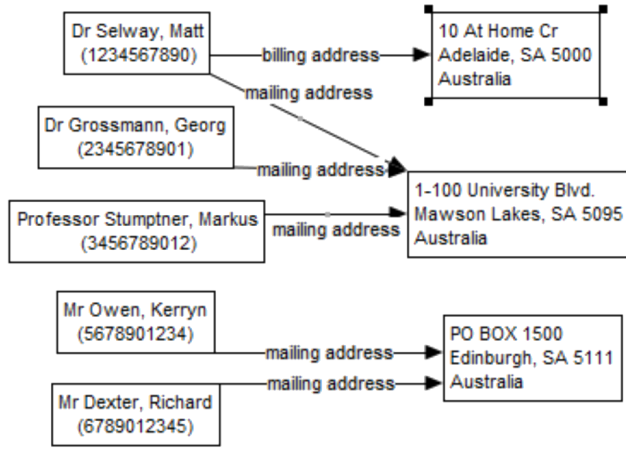 Dr Selway, Matt
(1234567890)
billing address
10 At Home Cr
Adelaide, SA 5000
Australia
mailing address
Dr Grossmann, Georg
(2345678901)
mailing address
1-100 University Blvd.
Mawson Lakes, SA 5095
Australia
Professor Stumptner, Markus
(3456789012)
mailing address
Mr Owen, Kerryn
(5678901234)
mailing address
PO BOX 1500
Edinburgh, SA 5111
Australia
mailing address
Mr Dexter, Richard
(6789012345)